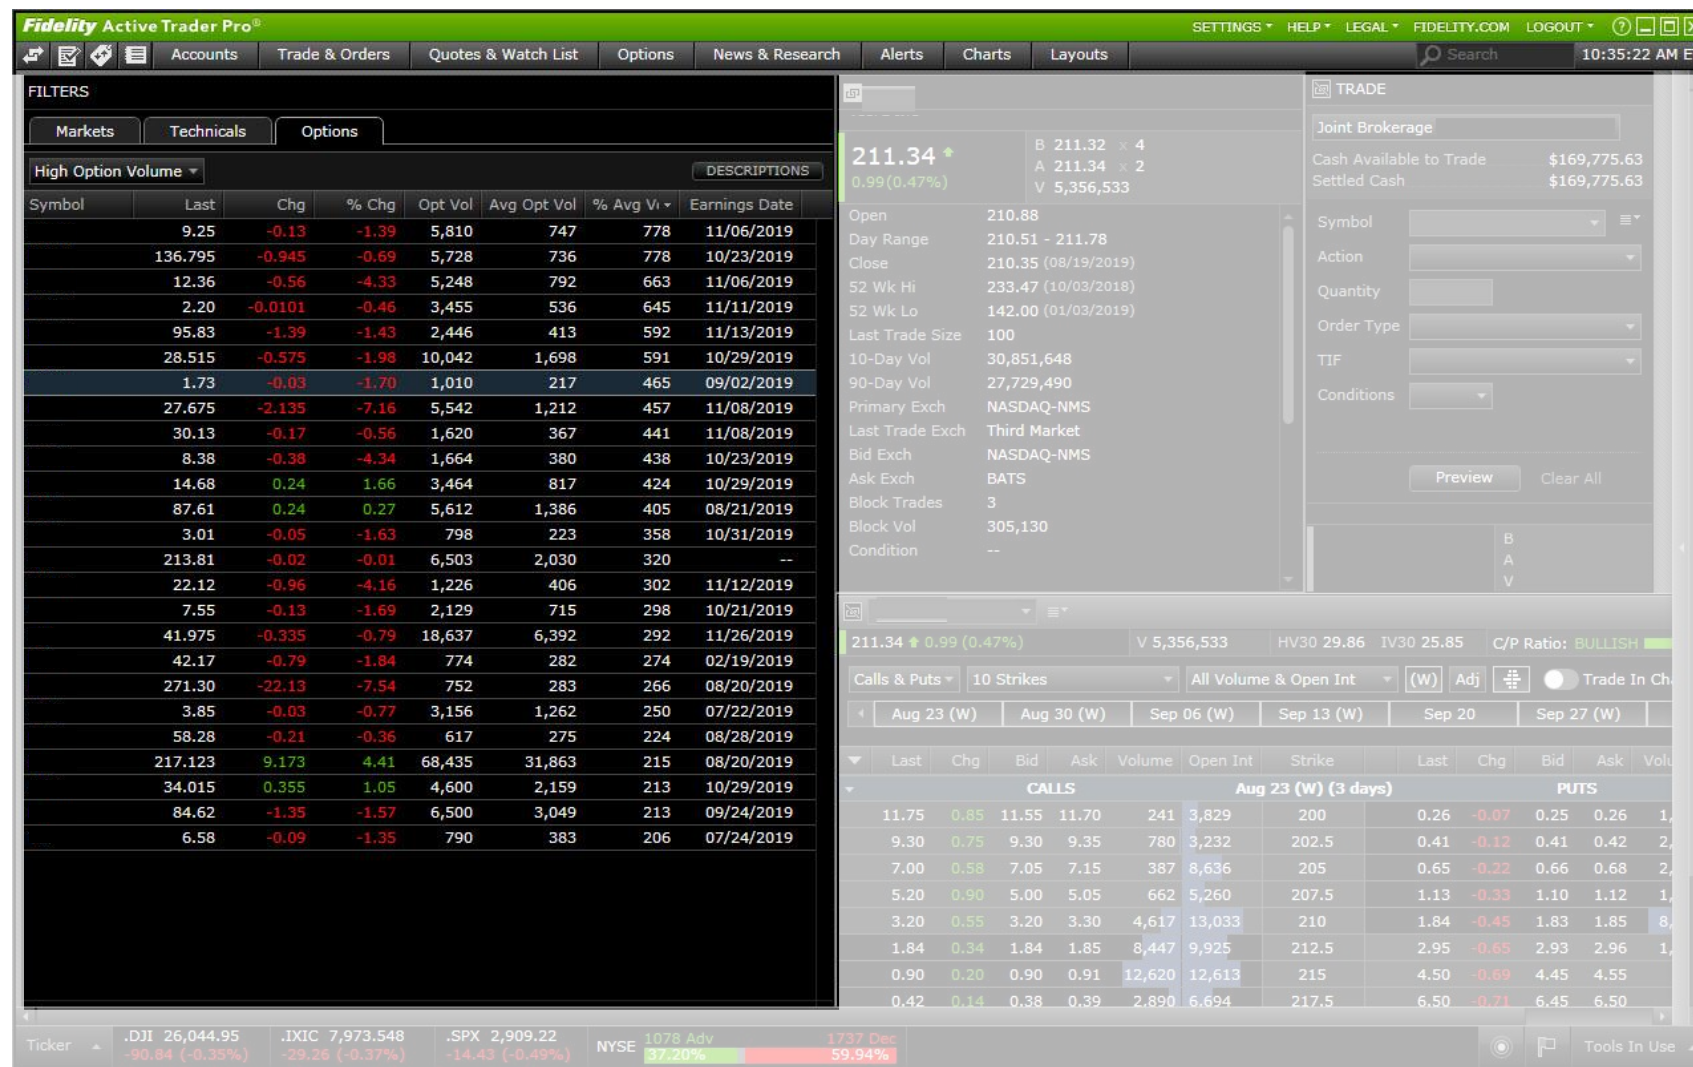 Fidelity Active Trader Pro® SETTINGS HELP LEGAL FIDELITY.COM LOGOUT ?
Accounts Trade & Orders Quotes & Watch List Options News & Research Alerts Charts Layouts Search 10:35:22 AM E
FILTERS
Markets Technicals Options
High Option Volume DESCRIPTIONS
Symbol Last Chg % Chg Opt Vol Avg Opt Vol % Avg Vi Earnings Date
9.25 -0.13 -1.39 5,810 747 778 11/06/2019
136.795 -0.945 -0.69 5,728 736 778 10/23/2019
12.36 -0.56 -4.33 5,248 792 663 11/06/2019
2.20 -0.0101 -0.46 3,455 536 645 11/11/2019
95.83 -1.39 -1.43 2,446 413 592 11/13/2019
28.515 -0.575 -1.98 10,042 1,698 591 10/29/2019
1.73 -0.03 -1.70 1,010 217 465 09/02/2019
27.675 -2.135 -7.16 5,542 1,212 457 11/08/2019
30.13 -0.17 -0.56 1,620 367 441 11/08/2019
8.38 -0.38 -4.34 1,664 380 438 10/23/2019
14.68 0.24 1.66 3,464 817 424 10/29/2019
87.61 0.24 0.27 5,612 1,386 405 08/21/2019
3.01 -0.05 -1.63 798 223 358 10/31/2019
213.81 -0.02 -0.01 6,503 2,030 320 --
22.12 -0.96 -4.16 1,226 406 302 11/12/2019
7.55 -0.13 -1.69 2,129 715 298 10/21/2019
41.975 -0.335 -0.79 18,637 6,392 292 11/26/2019
42.17 -0.79 -1.84 774 282 274 02/19/2019
271.30 -22.13 -7.54 752 283 266 08/20/2019
3.85 -0.03 -0.77 3,156 1,262 250 07/22/2019
58.28 -0.21 -0.36 617 275 224 08/28/2019
217.123 9.173 4.41 68,435 31,863 215 08/20/2019
34.015 0.355 1.05 4,600 2,159 213 10/29/2019
84.62 -1.35 -1.57 6,500 3,049 213 09/24/2019
6.58 -0.09 -1.35 790 383 206 07/24/2019
211.34 B 211.32 x 4
A 211.34 x 2
0.99(0.47%) V 5,356,533
Open 210.88
Day Range 210.51 - 211.78
Close 210.35 (08/19/2019)
52 Wk Hi 233.47 (10/03/2018)
52 Wk Lo 142.00 (01/03/2019)
Last Trade Size 100
10-Day Vol 30,851,648
90-Day Vol 27,729,490
Primary Exch NASDAQ-NMS
Last Trade Exch Third Market
Bid Exch NASDAQ-NMS
Ask Exch BATS
Block Trades 3
Block Vol 305,130
Condition --
TRADE
Joint Brokerage
Cash Available to Trade $169,775.63
Settled Cash $169,775.63
Symbol
Action
Quantity
Order Type
TIF
Conditions
Preview Clear All
B
A
V
211.34 0.99 (0.47%) V 5,356,533 HV30 29.86 IV30 25.85 C/P Ratio: BULLISH
Calls & Puts 10 Strikes All Volume & Open Int (W) Adj Trade In Ch
Aug 23 (W) Aug 30 (W) Sep 06 (W) Sep 13 (W) Sep 20 Sep 27 (W)
Last Chg Bid Ask Volume Open Int Strike Last Chg Bid Ask Volu
CALLS Aug 23 (W) (3 days) PUTS
11.75 0.85 11.55 11.70 241 3,829 200 0.26 -0.07 0.25 0.26 1,
9.30 0.75 9.30 9.35 780 3,232 202.5 0.41 -0.12 0.41 0.42 2,
7.00 0.58 7.05 7.15 387 8,636 205 0.65 -0.22 0.66 0.68 2,
5.20 0.90 5.00 5.05 662 5,260 207.5 1.13 -0.33 1.10 1.12 1,
3.20 0.55 3.20 3.30 4,617 13,033 210 1.84 -0.45 1.83 1.85 8,
1.84 0.34 1.84 1.85 8,447 9,925 212.5 2.95 -0.65 2.93 2.96 1,
0.90 0.20 0.90 0.91 12,620 12,613 215 4.50 -0.69 4.45 4.55
0.42 0.14 0.38 0.39 2,890 6,694 217.5 6.50 -0.71 6.45 6.50
Ticker .DJI 26,044.95 .IXIC 7,973.548 .SPX 2,909.22 NYSE 1078 Adv 1737 Dec Tools In Use
-90.84 (-0.35%) -29.26 (-0.37%) -14.43 (-0.49%) 37.20% 59.94%